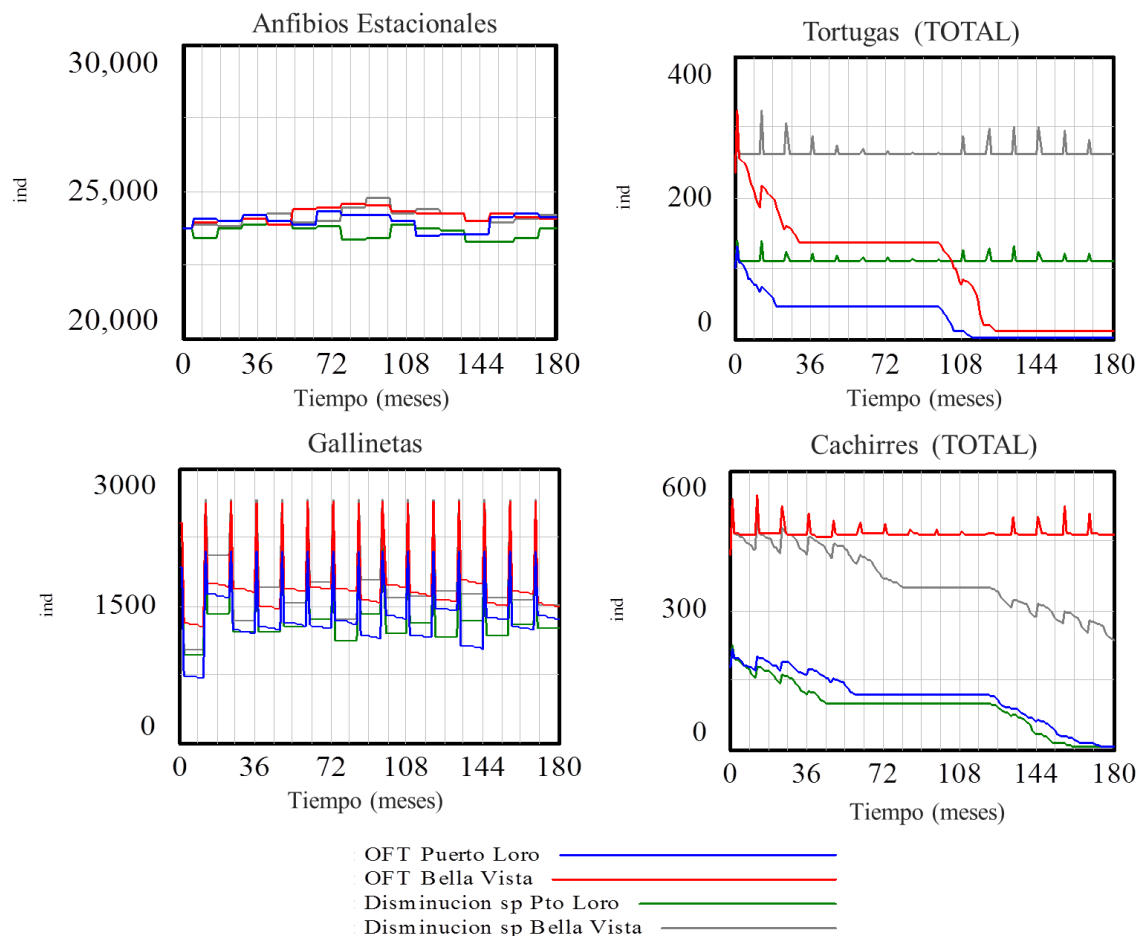 Anfibios Estacionales
30,000
25,000
20,000
ind
0 36 72 108 144 180
Tiempo (meses)
Tortugas (TOTAL)
400
200
0
ind
0 36 72 108 144 180
Tiempo (meses)
Gallinetas
3000
1500
0
ind
0 36 72 108 144 180
Tiempo (meses)
Cachirres (TOTAL)
600
300
0
ind
0 36 72 108 144 180
Tiempo (meses)
OFT Puerto Loro
OFT Bella Vista
Disminucion sp Pto Loro
Disminucion sp Bella Vista